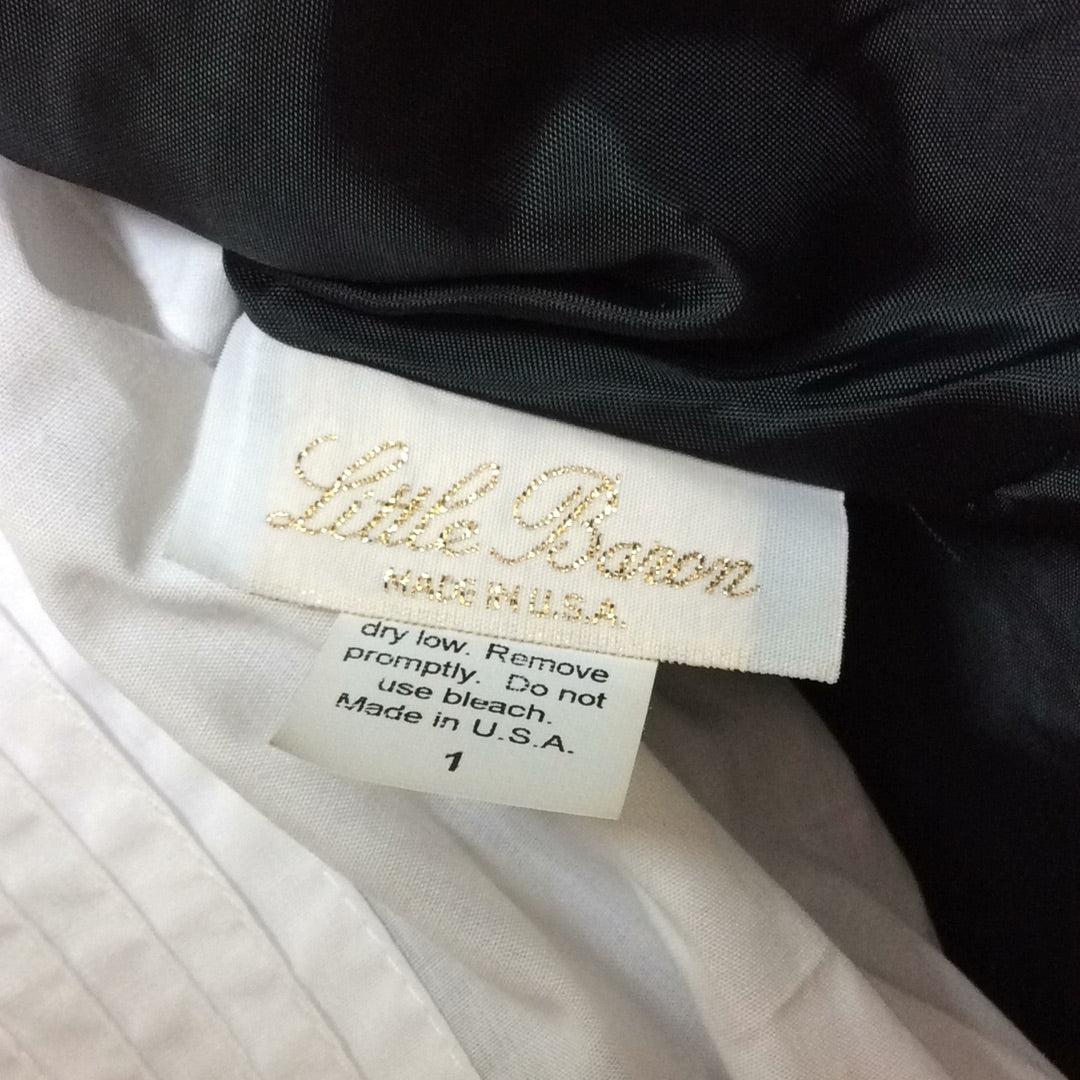 Little Baron
MADE IN U.S.A.
dry low. Remove
promptly. Do not
use bleach.
Made in U.S.A.
1